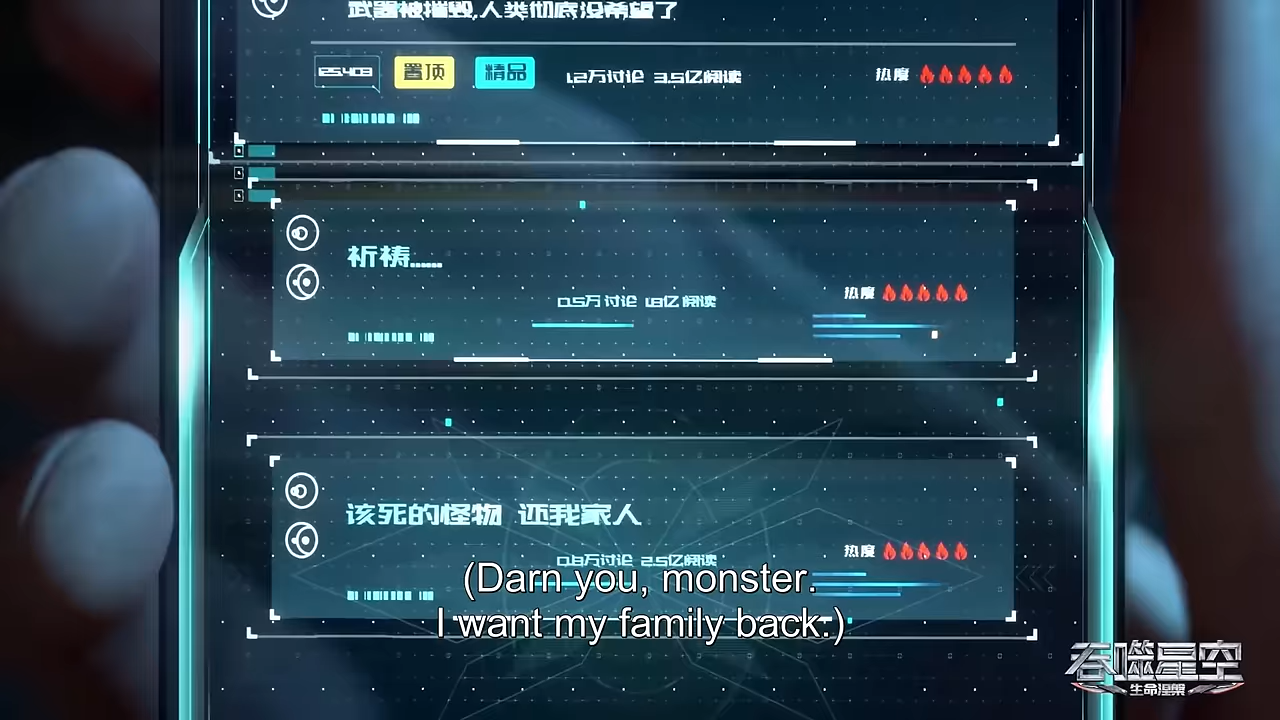 武器被摧毁,人类彻底没希望了
125,403 置顶 精品 1.2万讨论 3.5亿阅读 热度
祈祷......
0.5万讨论 1.8亿阅读 热度
该死的怪物 还我家人
0.8万讨论 2.5亿阅读 热度
(Darn you, monster.
I want my family back.)
吞噬星空
生命涅槃